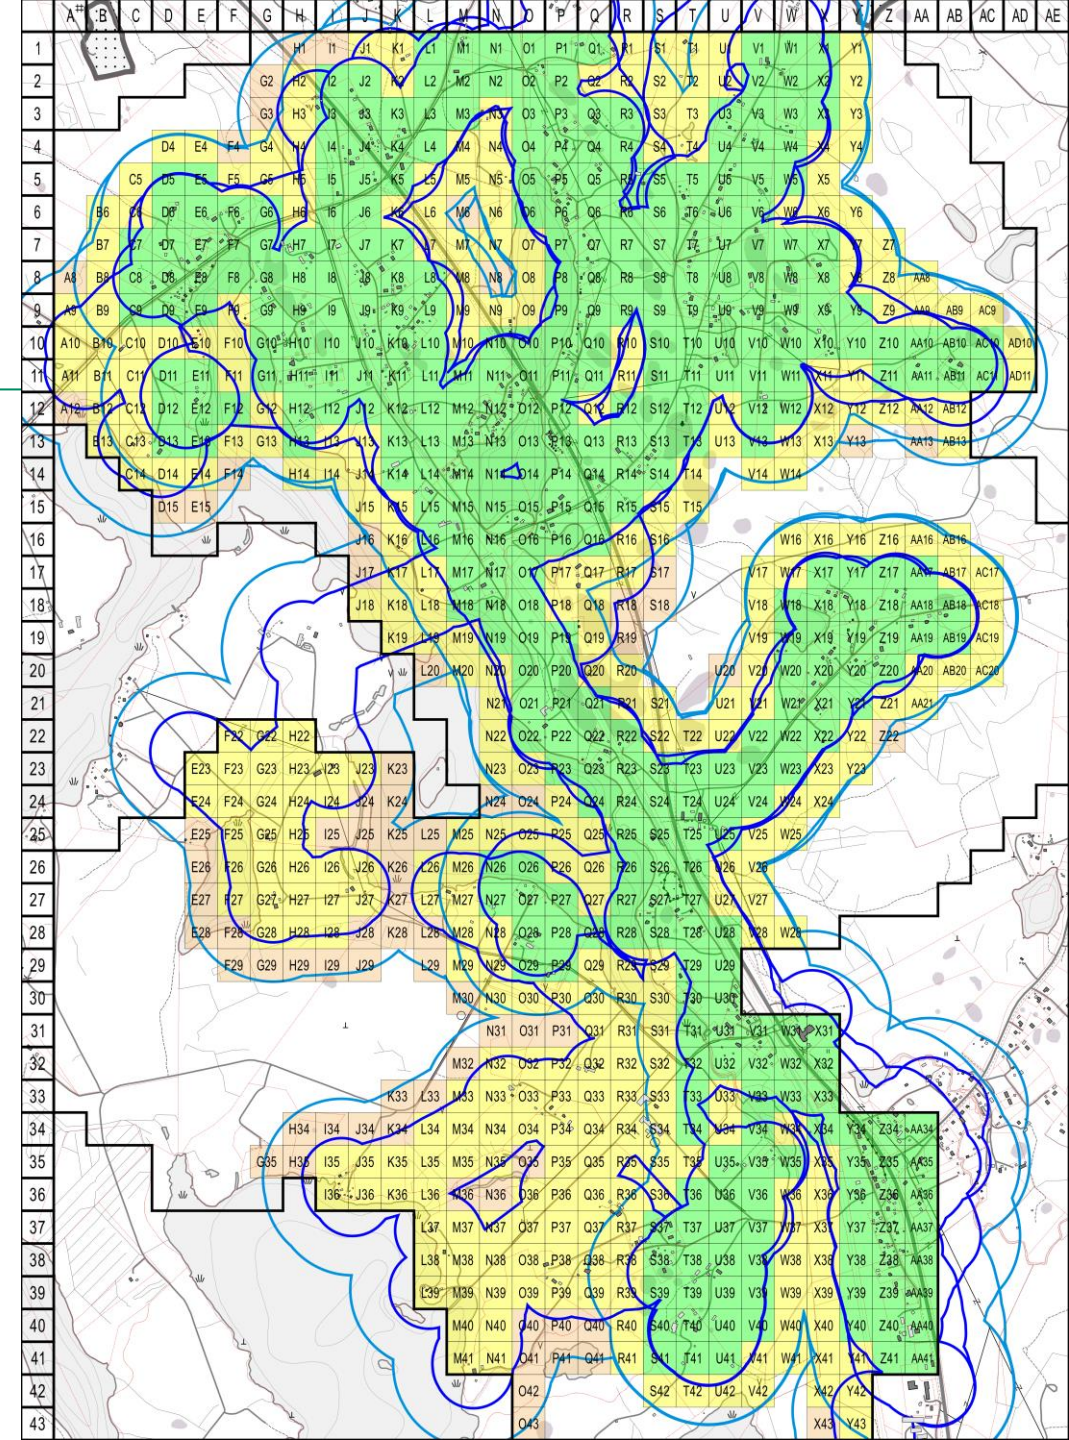 A B C D E F G H I J K L M N O P Q R S T U V W X Y Z AA AB AC AD AE
1 H1 I1 J1 K1 L1 M1 N1 O1 P1 Q1 R1 S1 T1 U1 V1 W1 X1 Y1
2 G2 H2 I2 J2 K2 L2 M2 N2 O2 P2 Q2 R2 S2 T2 U2 V2 W2 X2 Y2
3 G3 H3 I3 J3 K3 L3 M3 N3 O3 P3 Q3 R3 S3 T3 U3 V3 W3 X3 Y3
4 D4 E4 F4 G4 H4 I4 J4 K4 L4 M4 N4 O4 P4 Q4 R4 S4 T4 U4 V4 W4 X4 Y4
5 C5 D5 E5 F5 G5 H5 I5 J5 K5 L5 M5 N5 O5 P5 Q5 R5 S5 T5 U5 V5 W5 X5
6 B6 C6 D6 E6 F6 G6 H6 I6 J6 K6 L6 M6 N6 O6 P6 Q6 R6 S6 T6 U6 V6 W6 X6 Y6
7 B7 C7 D7 E7 F7 G7 H7 I7 J7 K7 L7 M7 N7 O7 P7 Q7 R7 S7 T7 U7 V7 W7 X7 Y7 Z7
8 A8 B8 C8 D8 E8 F8 G8 H8 I8 J8 K8 L8 M8 N8 O8 P8 Q8 R8 S8 T8 U8 V8 W8 X8 Y8 Z8 AA8
9 A9 B9 C9 D9 E9 F9 G9 H9 I9 J9 K9 L9 M9 N9 O9 P9 Q9 R9 S9 T9 U9 V9 W9 X9 Y9 Z9 AA9 AB9 AC9
10 A10 B10 C10 D10 E10 F10 G10 H10 I10 J10 K10 L10 M10 N10 O10 P10 Q10 R10 S10 T10 U10 V10 W10 X10 Y10 Z10 AA10 AB10 AC10 AD10
11 A11 B11 C11 D11 E11 F11 G11 H11 I11 J11 K11 L11 M11 N11 O11 P11 Q11 R11 S11 T11 U11 V11 W11 X11 Y11 Z11 AA11 AB11 AC11 AD11
12 A12 B12 C12 D12 E12 F12 G12 H12 I12 J12 K12 L12 M12 N12 O12 P12 Q12 R12 S12 T12 U12 V12 W12 X12 Y12 Z12 AA12 AB12
13 B13 C13 D13 E13 F13 G13 H13 I13 J13 K13 L13 M13 N13 O13 P13 Q13 R13 S13 T13 U13 V13 W13 X13 Y13 AA13 AB13
14 C14 D14 E14 F14 H14 I14 J14 K14 L14 M14 N14 O14 P14 Q14 R14 S14 T14 V14 W14
15 D15 E15 J15 K15 L15 M15 N15 O15 P15 Q15 R15 S15 T15
16 J16 K16 L16 M16 N16 O16 P16 Q16 R16 S16 W16 X16 Y16 Z16 AA16 AB16
17 J17 K17 L17 M17 N17 O17 P17 Q17 R17 S17 V17 W17 X17 Y17 Z17 AA17 AB17 AC17
18 J18 K18 L18 M18 N18 O18 P18 Q18 R18 S18 V18 W18 X18 Y18 Z18 AA18 AB18 AC18
19 K19 L19 M19 N19 O19 P19 Q19 R19 V19 W19 X19 Y19 Z19 AA19 AB19 AC19
20 L20 M20 N20 O20 P20 Q20 R20 U20 V20 W20 X20 Y20 Z20 AA20 AB20 AC20
21 N21 O21 P21 Q21 R21 S21 U21 V21 W21 X21 Y21 Z21 AA21
22 F22 G22 H22 N22 O22 P22 Q22 R22 S22 T22 U22 V22 W22 X22 Y22 Z22
23 E23 F23 G23 H23 I23 J23 K23 N23 O23 P23 Q23 R23 S23 T23 U23 V23 W23 X23 Y23
24 E24 F24 G24 H24 I24 J24 K24 N24 O24 P24 Q24 R24 S24 T24 U24 V24 W24 X24
25 E25 F25 G25 H25 I25 J25 K25 L25 M25 N25 O25 P25 Q25 R25 S25 T25 U25 V25 W25
26 E26 F26 G26 H26 I26 J26 K26 L26 M26 N26 O26 P26 Q26 R26 S26 T26 U26 V26
27 E27 F27 G27 H27 I27 J27 K27 L27 M27 N27 O27 P27 Q27 R27 S27 T27 U27 V27
28 E28 F28 G28 H28 I28 J28 K28 L28 M28 N28 O28 P28 Q28 R28 S28 T28 U28 V28 W28
29 F29 G29 H29 I29 J29 L29 M29 N29 O29 P29 Q29 R29 S29 T29 U29
30 M30 N30 O30 P30 Q30 R30 S30 T30 U30
31 N31 O31 P31 Q31 R31 S31 T31 U31 V31 W31 X31
32 M32 N32 O32 P32 Q32 R32 S32 T32 U32 V32 W32 X32
33 K33 L33 M33 N33 O33 P33 Q33 R33 S33 T33 U33 V33 W33 X33
34 H34 I34 J34 K34 L34 M34 N34 O34 P34 Q34 R34 S34 T34 U34 V34 W34 X34 Y34 Z34 AA34
35 G35 H35 I35 J35 K35 L35 M35 N35 O35 P35 Q35 R35 S35 T35 U35 V35 W35 X35 Y35 Z35 AA35
36 I36 J36 K36 L36 M36 N36 O36 P36 Q36 R36 S36 T36 U36 V36 W36 X36 Y36 Z36 AA36
37 L37 M37 N37 O37 P37 Q37 R37 S37 T37 U37 V37 W37 X37 Y37 Z37 AA37
38 L38 M38 N38 O38 P38 Q38 R38 S38 T38 U38 V38 W38 X38 Y38 Z38 AA38
39 L39 M39 N39 O39 P39 Q39 R39 S39 T39 U39 V39 W39 X39 Y39 Z39 AA39
40 M40 N40 O40 P40 Q40 R40 S40 T40 U40 V40 W40 X40 Y40 Z40 AA40
41 M41 N41 O41 P41 Q41 R41 S41 T41 U41 V41 W41 X41 Y41 Z41 AA41
42 O42 S42 T42 U42 V42 X42 Y42
43 O43 X43 Y43